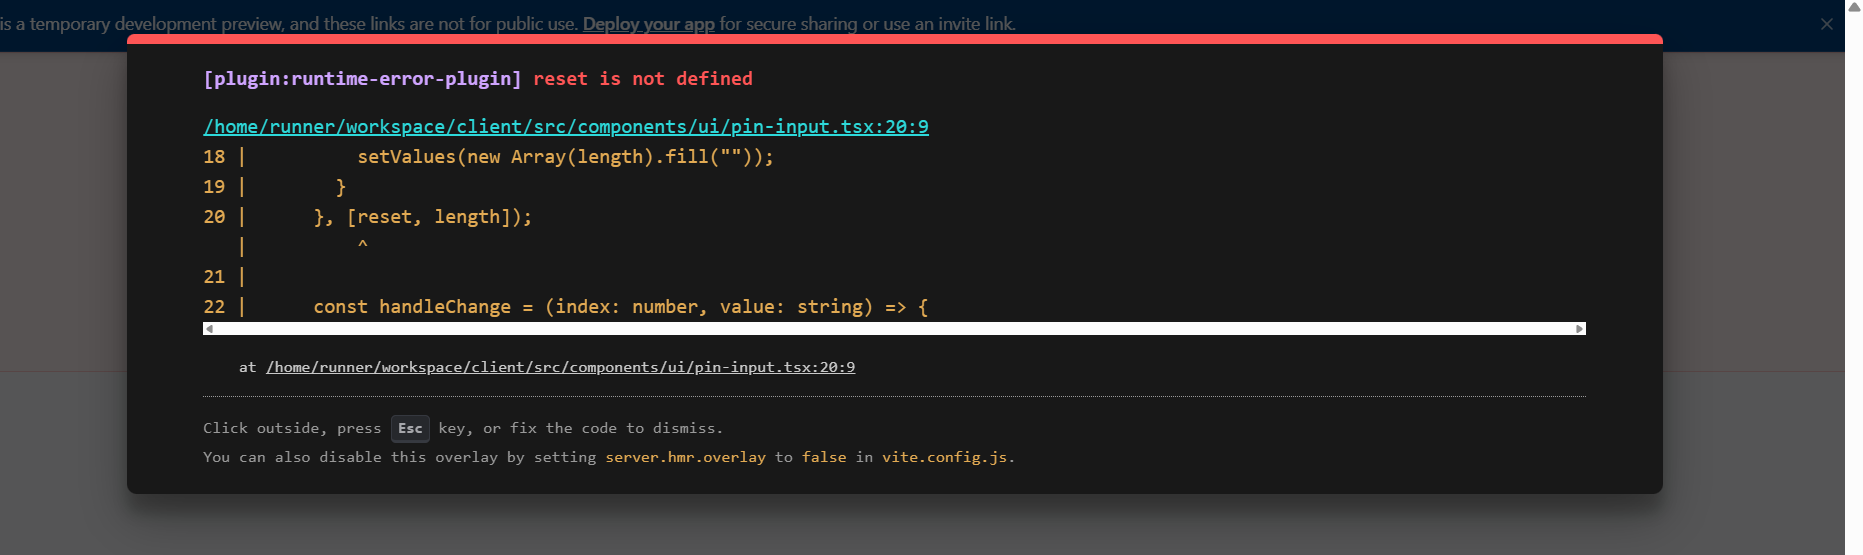 is a temporary development preview, and these links are not for public use. Deploy your app for secure sharing or use an invite link.
[plugin:runtime-error-plugin] reset is not defined
/home/runner/workspace/client/src/components/ui/pin-input.tsx:20:9
18 |          setValues(new Array(length).fill(""));
19 |        }
20 |      }, [reset, length]);
   |          ^
21 |
22 |      const handleChange = (index: number, value: string) => {
at /home/runner/workspace/client/src/components/ui/pin-input.tsx:20:9
Click outside, press Esc key, or fix the code to dismiss.
You can also disable this overlay by setting server.hmr.overlay to false in vite.config.js.